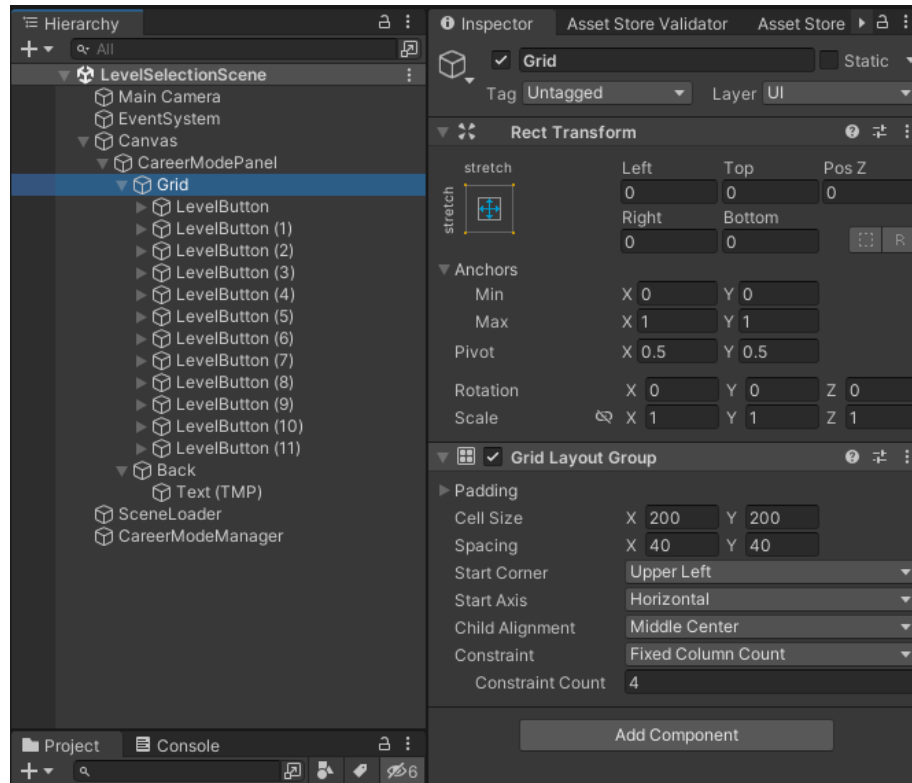 Hierarchy
All
LevelSelectionScene
Main Camera
EventSystem
Canvas
CareerModePanel
Grid
LevelButton
LevelButton (1)
LevelButton (2)
LevelButton (3)
LevelButton (4)
LevelButton (5)
LevelButton (6)
LevelButton (7)
LevelButton (8)
LevelButton (9)
LevelButton (10)
LevelButton (11)
Back
Text (TMP)
SceneLoader
CareerModeManager
Project Console
6
Inspector Asset Store Validator Asset Store
Grid Static
Tag Untagged Layer UI
Rect Transform
stretch Left Top Pos Z
stretch 0 0 0
Right Bottom
0 0 R
Anchors
Min X 0 Y 0
Max X 1 Y 1
Pivot X 0.5 Y 0.5
Rotation X 0 Y 0 Z 0
Scale X 1 Y 1 Z 1
Grid Layout Group
Padding
Cell Size X 200 Y 200
Spacing X 40 Y 40
Start Corner Upper Left
Start Axis Horizontal
Child Alignment Middle Center
Constraint Fixed Column Count
Constraint Count 4
Add Component